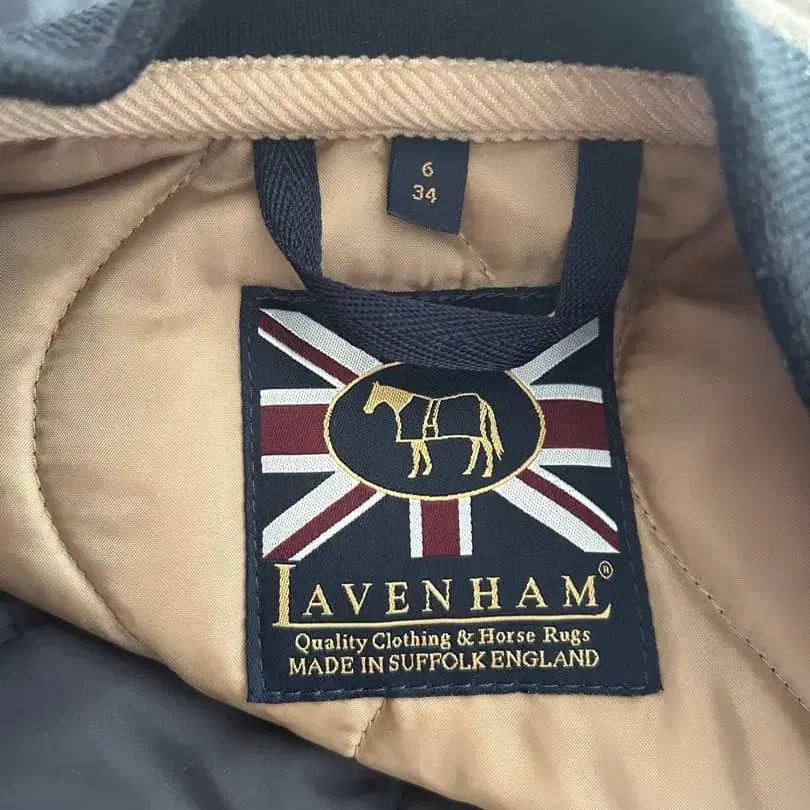 6
34
LAVENHAM®
Quality Clothing & Horse Rugs
MADE IN SUFFOLK ENGLAND